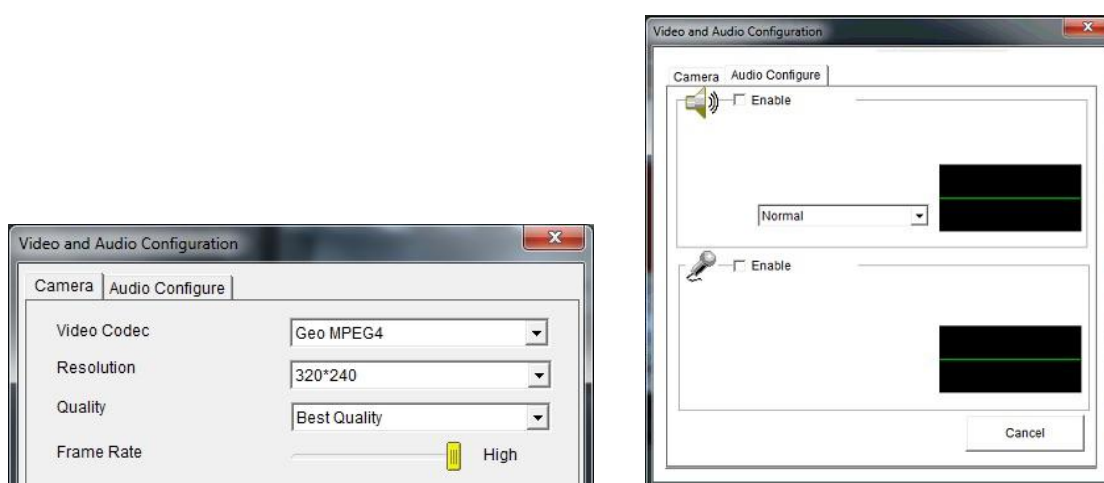 Video and Audio Configuration
Camera Audio Configure
Video Codec Geo MPEG4
Resolution 320*240
Quality Best Quality
Frame Rate High
Video and Audio Configuration
Camera Audio Configure
Enable
Normal
Enable
Cancel